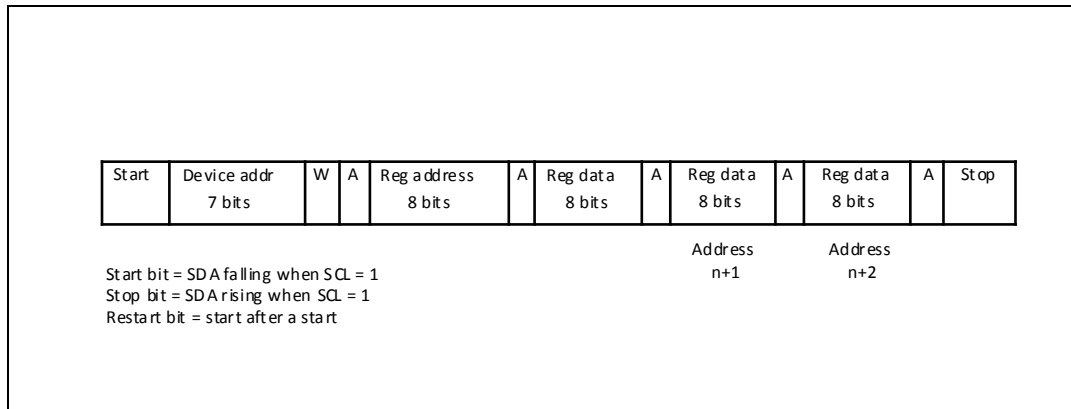 Start Device addr W A Reg address A Reg data A Reg data A Reg data A Stop
7 bits 8 bits 8 bits 8 bits 8 bits
Address Address
n+1 n+2
Start bit = SDA falling when SCL = 1
Stop bit = SDA rising when SCL = 1
Restart bit = start after a start